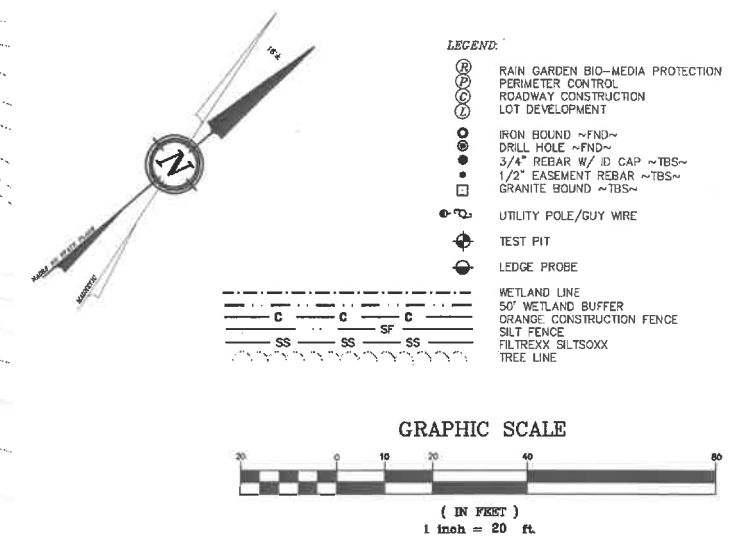 16.4
N
MAGNETIC
LEGEND:
R RAIN GARDEN BIO-MEDIA PROTECTION
P PERIMETER CONTROL
C ROADWAY CONSTRUCTION
L LOT DEVELOPMENT
IRON BOUND ~FND~
DRILL HOLE ~FND~
3/4" REBAR W/ ID CAP ~TBS~
1/2" EASEMENT REBAR ~TBS~
GRANITE BOUND ~TBS~
UTILITY POLE/GUY WIRE
TEST PIT
LEDGE PROBE
WETLAND LINE
50' WETLAND BUFFER
C C C ORANGE CONSTRUCTION FENCE
SF SILT FENCE
SS SS SS FILTREXX SILTSOXX
TREE LINE
GRAPHIC SCALE
20 0 10 20 40 80
( IN FEET )
1 inch = 20 ft.